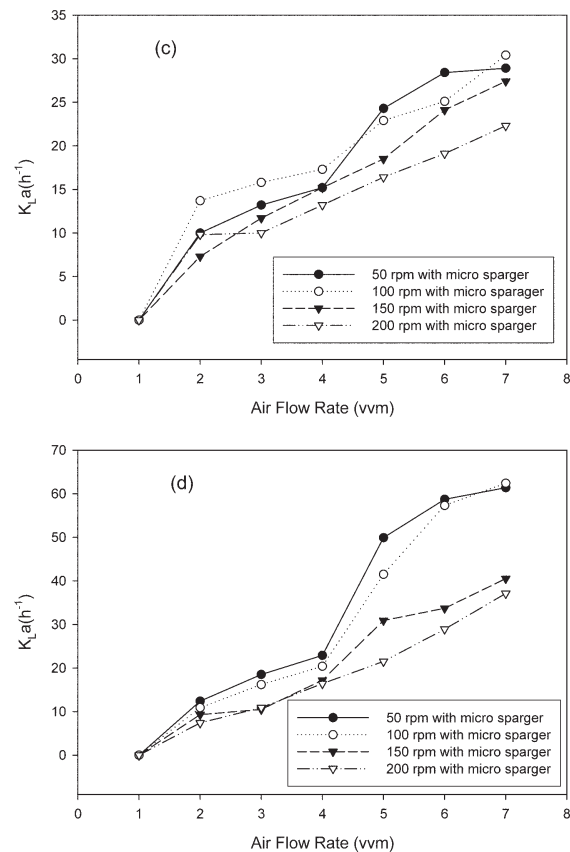 35
(c)
30
25
20
15
10
5
0
K_La(h⁻¹)
50 rpm with micro sparger
100 rpm with micro sparager
150 rpm with micro sparger
200 rpm with micro sparger
0 1 2 3 4 5 6 7 8
Air Flow Rate (vvm)
70
(d)
60
50
40
30
20
10
0
K_La(h⁻¹)
50 rpm with micro sparger
100 rpm with micro sparger
150 rpm with micro sparger
200 rpm with micro sparger
0 1 2 3 4 5 6 7 8
Air Flow Rate (vvm)